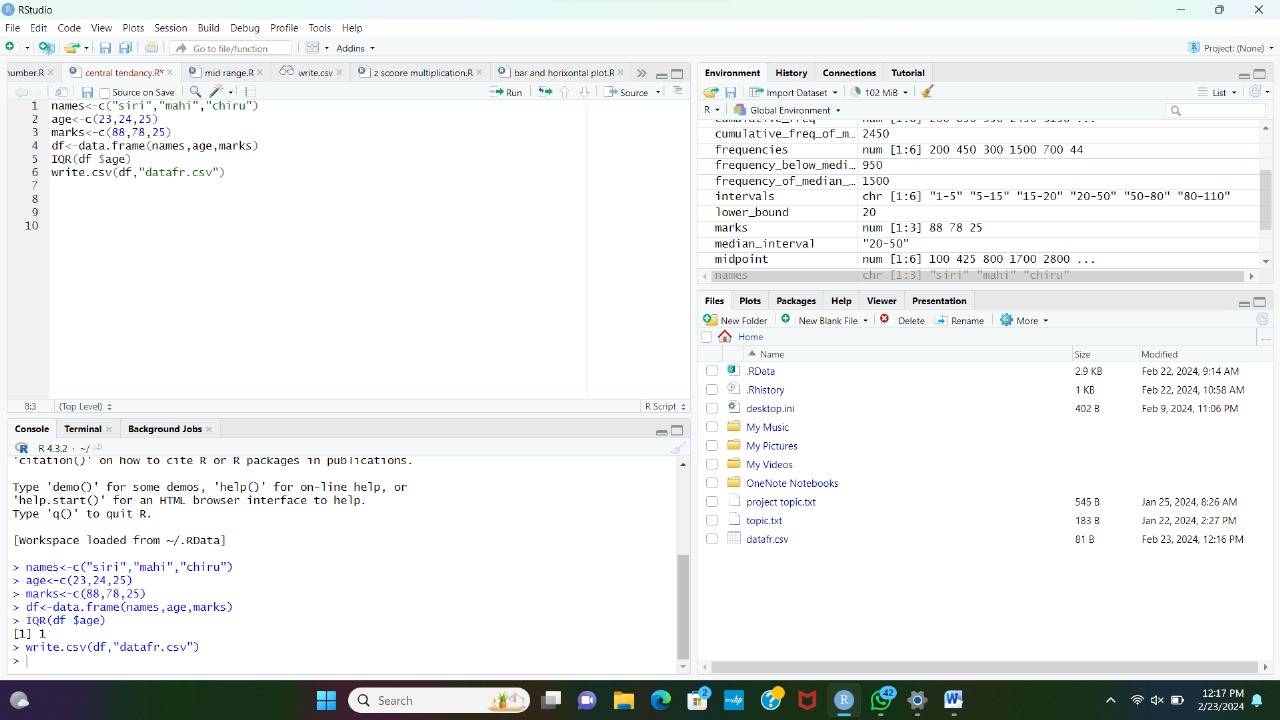 RStudio
File Edit Code View Plots Session Build Debug Profile Tools Help
Go to file/function Addins Project: (None)
umber.R central tendancy.R* mid range.R write.csv z scoore multiplication.R bar and horixontal plot.R
Source on Save Run Source
1 names<-c("siri","mahi","chiru")
2 age<-c(23,24,25)
3 marks<-c(88,78,25)
4 df<-data.frame(names,age,marks)
5 IQR(df $age)
6 write.csv(df,"datafr.csv")
7
8
9
10
8:3 (Top Level) R Script
Console Terminal Background Jobs
R 4.3.2 · ~/
'citation()' on how to cite R or R packages in publications.
Type 'demo()' for some demos, 'help()' for on-line help, or
'help.start()' for an HTML browser interface to help.
Type 'q()' to quit R.
[Workspace loaded from ~/.RData]
> names<-c("siri","mahi","chiru")
> age<-c(23,24,25)
> marks<-c(88,78,25)
> df<-data.frame(names,age,marks)
> IQR(df $age)
[1] 1
> write.csv(df,"datafr.csv")
>
Environment History Connections Tutorial
Import Dataset 102 MiB List
R Global Environment
cumulative_freq num [1:6] 200 650 950 2450 3150 ...
cumulative_freq_of_m… 2450
frequencies num [1:6] 200 450 300 1500 700 44
frequency_below_medi… 950
frequency_of_median_… 1500
intervals chr [1:6] "1-5" "5-15" "15-20" "20-50" "50-80" "80-110"
lower_bound 20
marks num [1:3] 88 78 25
median_interval "20-50"
midpoint num [1:6] 100 425 800 1700 2800 ...
names chr [1:3] "siri" "mahi" "chiru"
Files Plots Packages Help Viewer Presentation
New Folder New Blank File Delete Rename More
Home
Name Size Modified
.RData 2.9 KB Feb 22, 2024, 9:14 AM
.Rhistory 1 KB Feb 22, 2024, 10:58 AM
desktop.ini 402 B Feb 9, 2024, 11:06 PM
My Music
My Pictures
My Videos
OneNote Notebooks
project topic.txt 545 B Jan 25, 2024, 8:26 AM
topic.txt 183 B Jan 22, 2024, 2:27 PM
datafr.csv 81 B Feb 23, 2024, 12:16 PM
Search 2 myhp 42 12:17 PM
2/23/2024